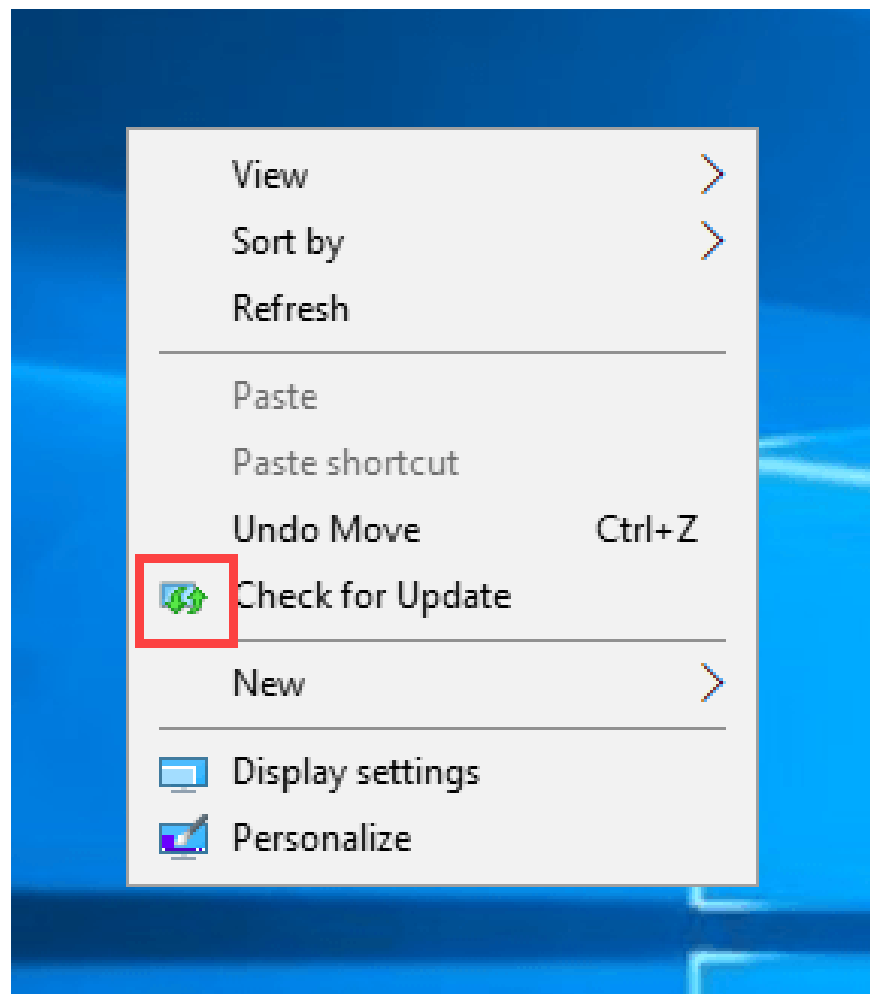 View
Sort by
Refresh
Paste
Paste shortcut
Undo Move Ctrl+Z
Check for Update
New
Display settings
Personalize